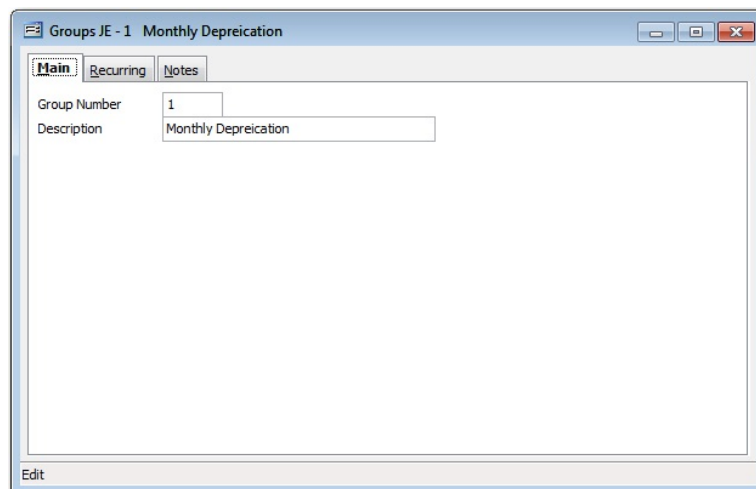 Groups JE - 1   Monthly Depreication
Main Recurring Notes
Group Number 1
Description Monthly Depreication
Edit